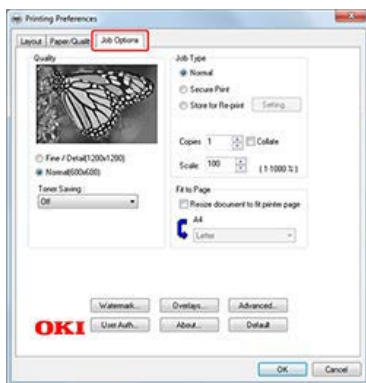 Printing Preferences
Layout Paper/Quality Job Options
Quality
Fine / Detail(1200x1200)
Normal(600x600)
Toner Saving :
Off
Job Type
Normal
Secure Print
Store for Re-print Setting...
Copies 1 Collate
Scale: 100 (1-1000 %)
Fit to Page
Resize document to fit printer page
A4
Letter
Watermark... Overlays... Advanced...
OKI User Auth... About... Default
OK Cancel